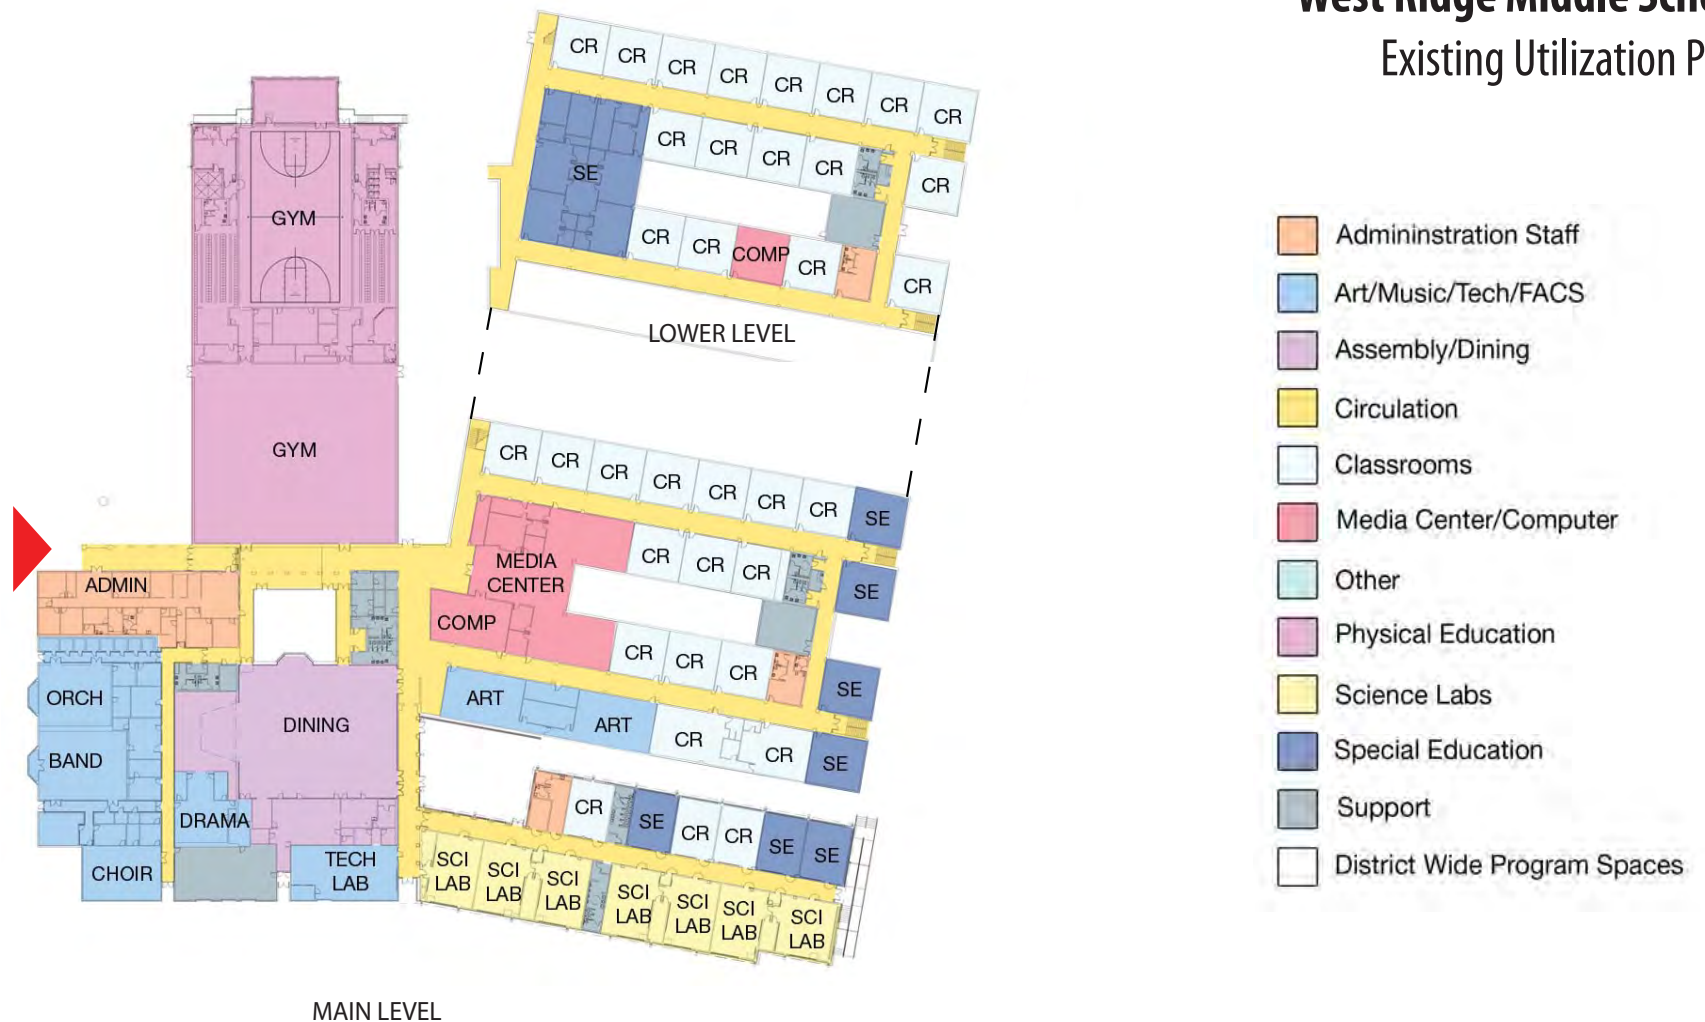 West Ridge Middle
Existing Utilization
CR
CR
CR
CR
CR
CR
CR
CR
CR
CR
CR
CR
SE
CR
CR
CR
COMP
CR
CR
LOWER LEVEL
GYM
GYM
CR
CR
CR
CR
CR
CR
CR
SE
MEDIA
CENTER
CR
CR
CR
SE
COMP
CR
CR
CR
SE
ART
ART
CR
CR
SE
ADMIN
ORCH
BAND
DINING
DRAMA
CHOIR
TECH
LAB
CR
SE
CR
CR
SE
SE
SCI
LAB
SCI
LAB
SCI
LAB
SCI
LAB
SCI
LAB
SCI
LAB
SCI
LAB
MAIN LEVEL
Admininstration Staff
Art/Music/Tech/FACS
Assembly/Dining
Circulation
Classrooms
Media Center/Computer
Other
Physical Education
Science Labs
Special Education
Support
District Wide Program Spaces